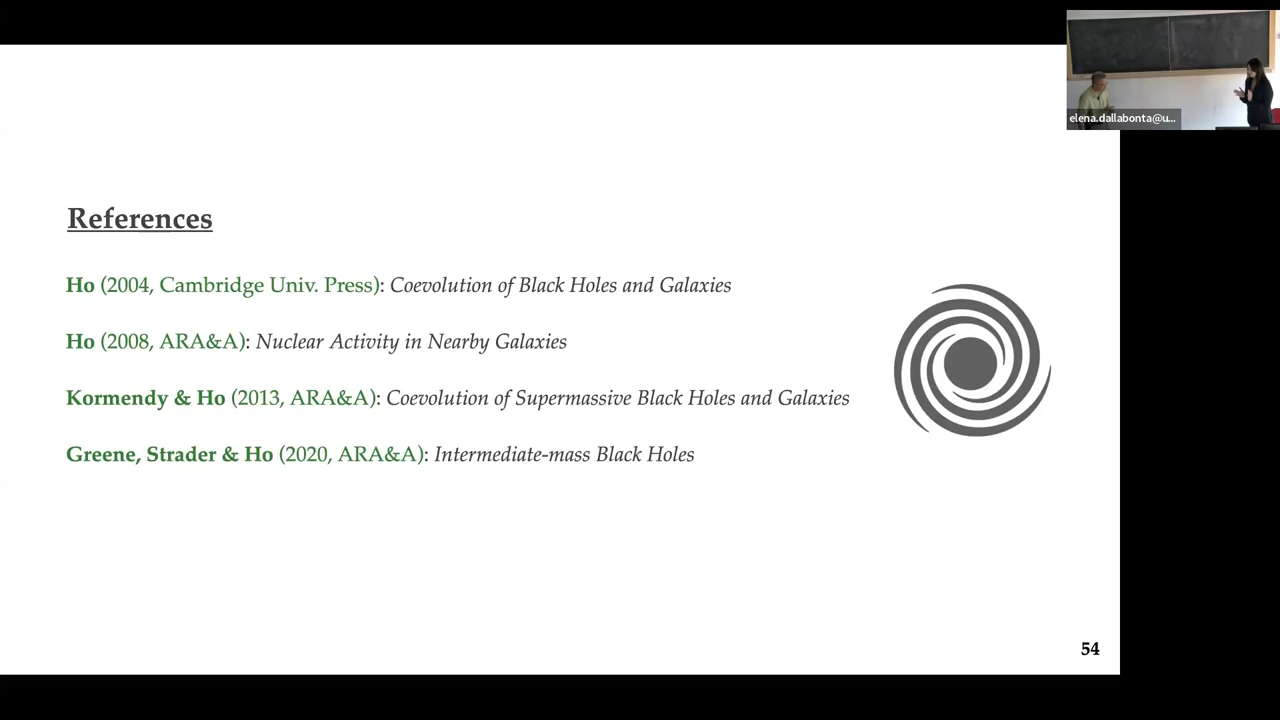 elena.dallabonta@u...
References
Ho (2004, Cambridge Univ. Press): Coevolution of Black Holes and Galaxies
Ho (2008, ARA&A): Nuclear Activity in Nearby Galaxies
Kormendy & Ho (2013, ARA&A): Coevolution of Supermassive Black Holes and Galaxies
Greene, Strader & Ho (2020, ARA&A): Intermediate-mass Black Holes
54